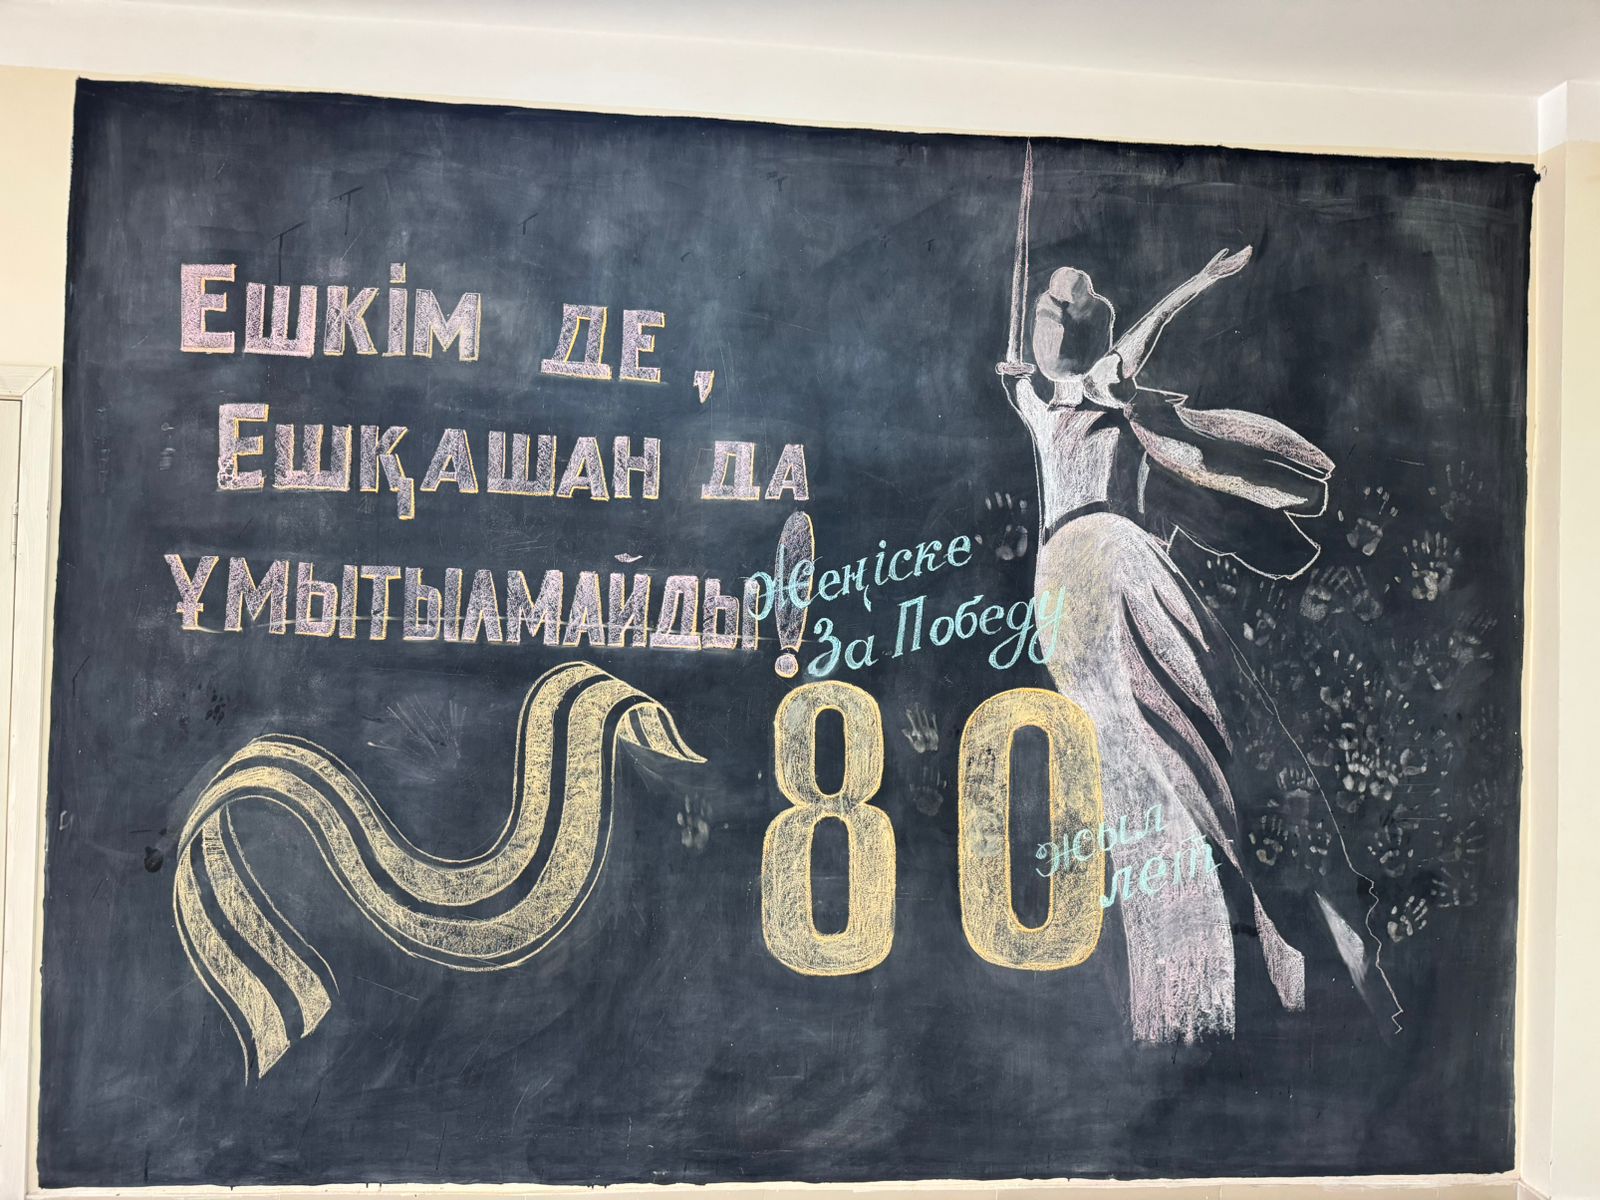 Ешкім де,
Ешқашан да
ұмытылмайды!
Жеңіске
За Победу
80
жыл
лет